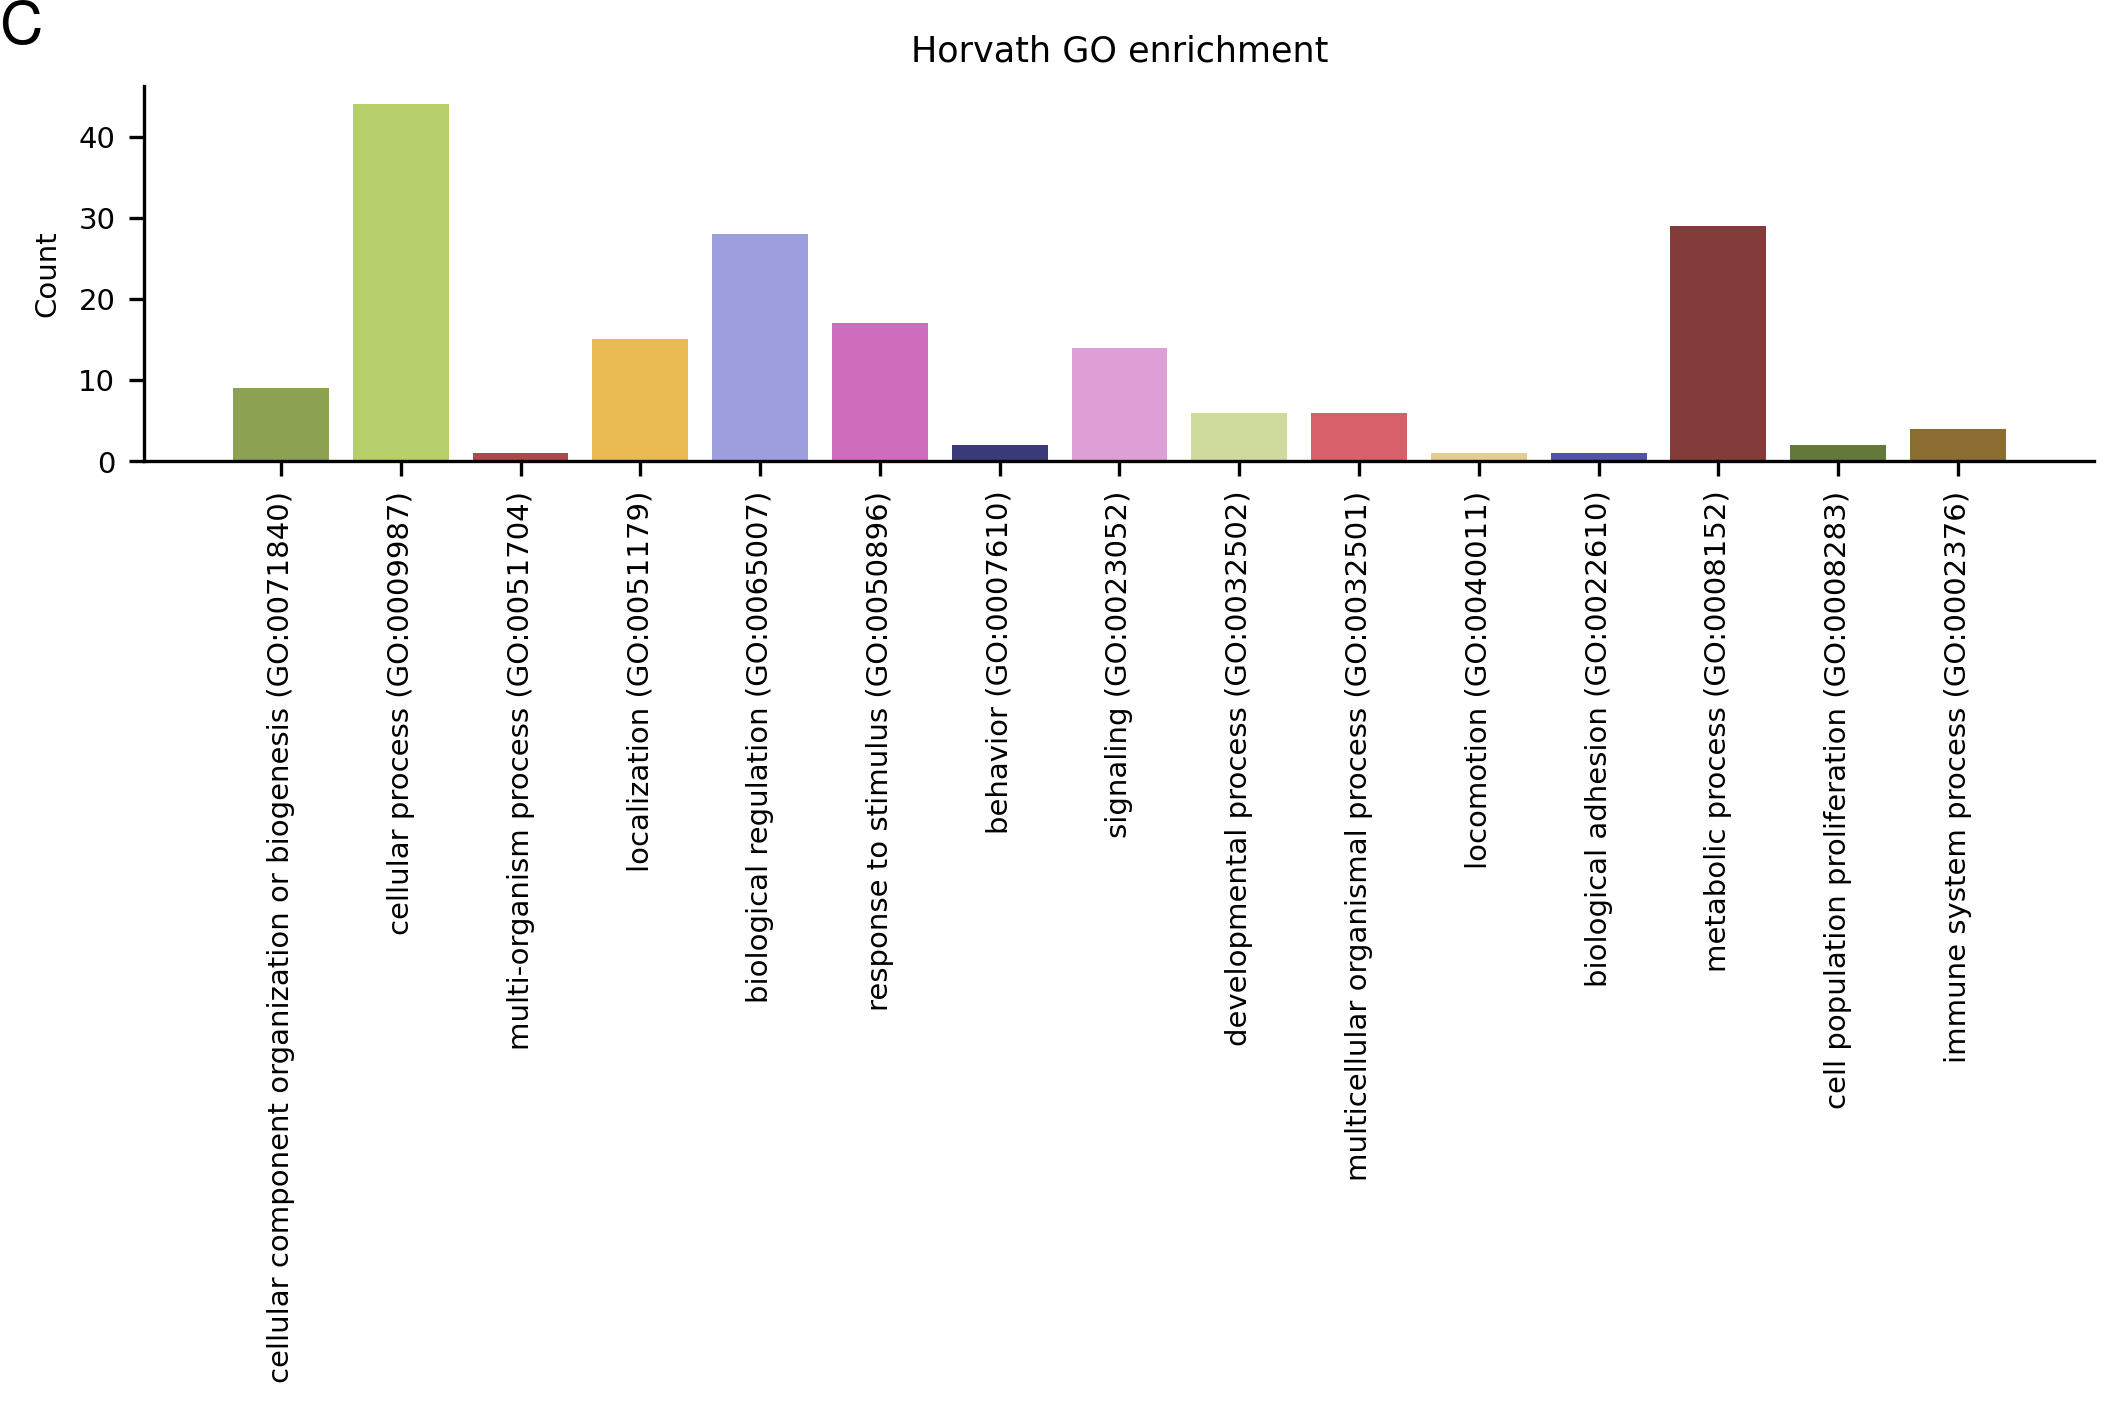 C
Horvath GO enrichment
Count
40
30
20
10
0
cellular component organization or biogenesis (GO:0071840)
cellular process (GO:0009987)
multi-organism process (GO:0051704)
localization (GO:0051179)
biological regulation (GO:0065007)
response to stimulus (GO:0050896)
behavior (GO:0007610)
signaling (GO:0023052)
developmental process (GO:0032502)
multicellular organismal process (GO:0032501)
locomotion (GO:0040011)
biological adhesion (GO:0022610)
metabolic process (GO:0008152)
cell population proliferation (GO:0008283)
immune system process (GO:0002376)